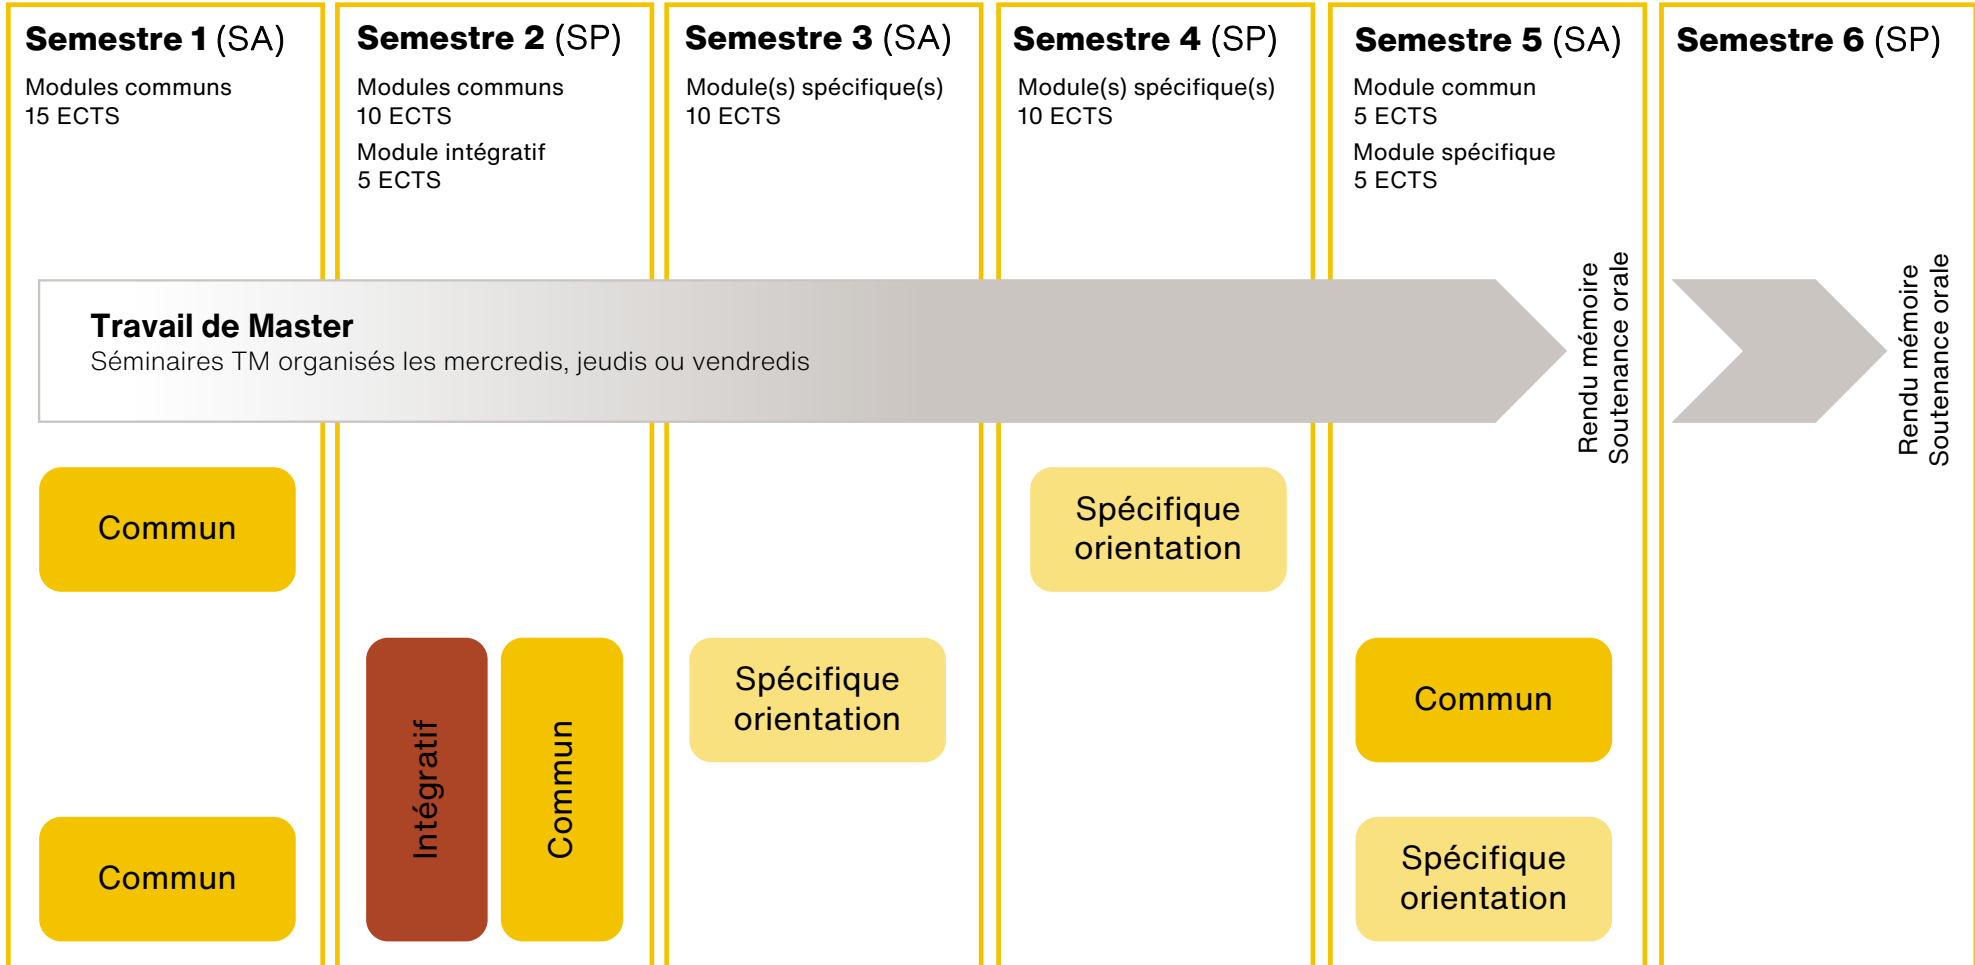 Semestre 1 (SA)
Modules communs
15 ECTS
Semestre 2 (SP)
Modules communs
10 ECTS
Module intégratif
5 ECTS
Semestre 3 (SA)
Module(s) spécifique(s)
10 ECTS
Semestre 4 (SP)
Module(s) spécifique(s)
10 ECTS
Semestre 5 (SA)
Module commun
5 ECTS
Module spécifique
5 ECTS
Semestre 6 (SP)
Travail de Master
Séminaires TM organisés les mercredis, jeudis ou vendredis
Rendu mémoire
Soutenance orale
Rendu mémoire
Soutenance orale
Commun
Commun
Intégratif
Commun
Spécifique
orientation
Spécifique
orientation
Commun
Spécifique
orientation